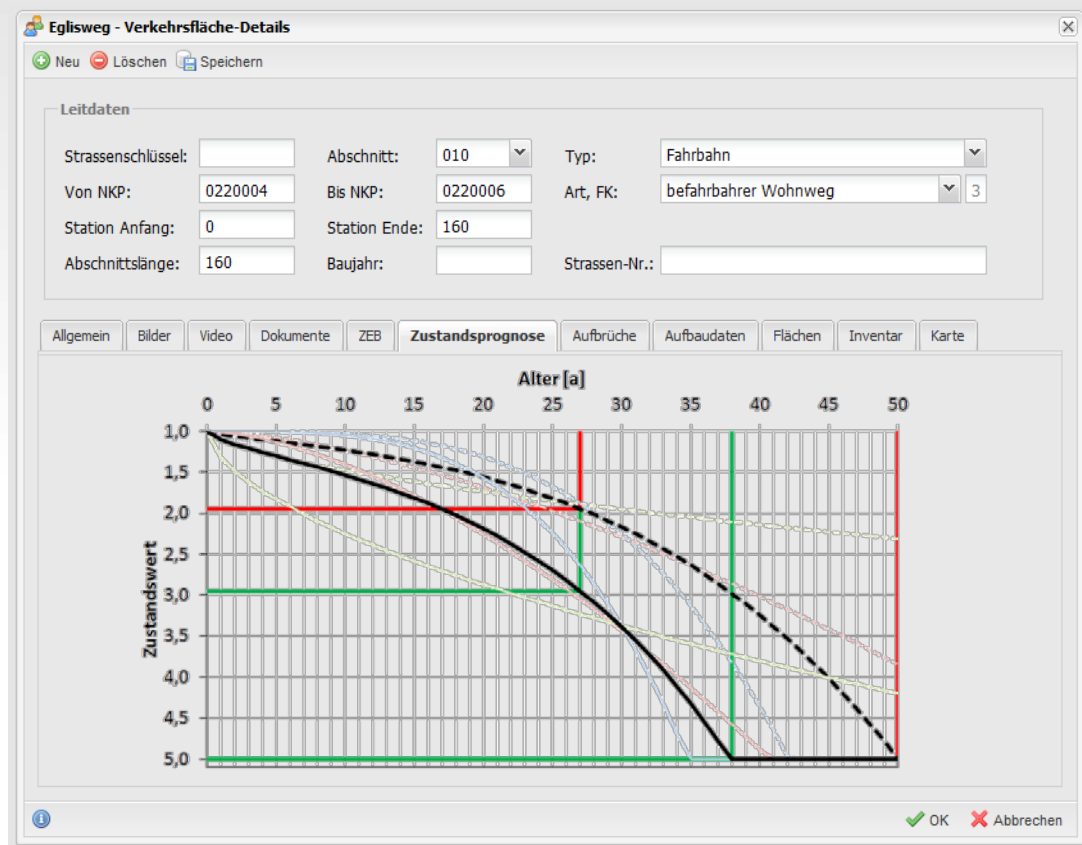 Eglisweg - Verkehrsfläche-Details
Neu Löschen Speichern
Leitdaten
Strassenschlüssel: Abschnitt: 010 Typ: Fahrbahn
Von NKP: 0220004 Bis NKP: 0220006 Art, FK: befahrbahrer Wohnweg 3
Station Anfang: 0 Station Ende: 160
Abschnittslänge: 160 Baujahr: Strassen-Nr.:
Allgemein Bilder Video Dokumente ZEB Zustandsprognose Aufbrüche Aufbaudaten Flächen Inventar Karte
Alter [a]
0 5 10 15 20 25 30 35 40 45 50
Zustandswert
1,0
1,5
2,0
2,5
3,0
3,5
4,0
4,5
5,0
OK Abbrechen